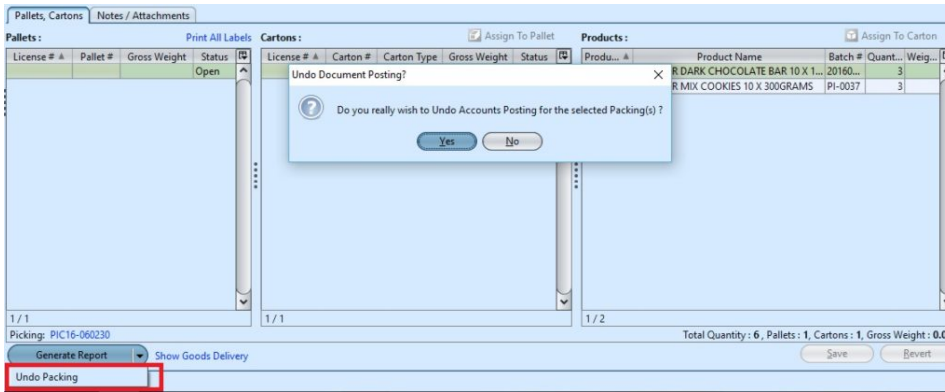 Pallets, Cartons Notes / Attachments
Pallets : Print All Labels Cartons : Assign To Pallet Products : Assign To Carton
License # Pallet # Gross Weight Status License # Carton # Carton Type Gross Weight Status Produ... Product Name Batch # Quant... Weig...
Open Undo Document Posting? R DARK CHOCOLATE BAR 10 X 1... 20160... 3
R MIX COOKIES 10 X 300GRAMS PI-0037 3
Do you really wish to Undo Accounts Posting for the selected Packing(s) ?
Yes No
1 / 1 1 / 1 1 / 2
Picking: PIC16-060230 Total Quantity : 6 , Pallets : 1, Cartons : 1, Gross Weight : 0.0
Generate Report Show Goods Delivery Save Revert
Undo Packing